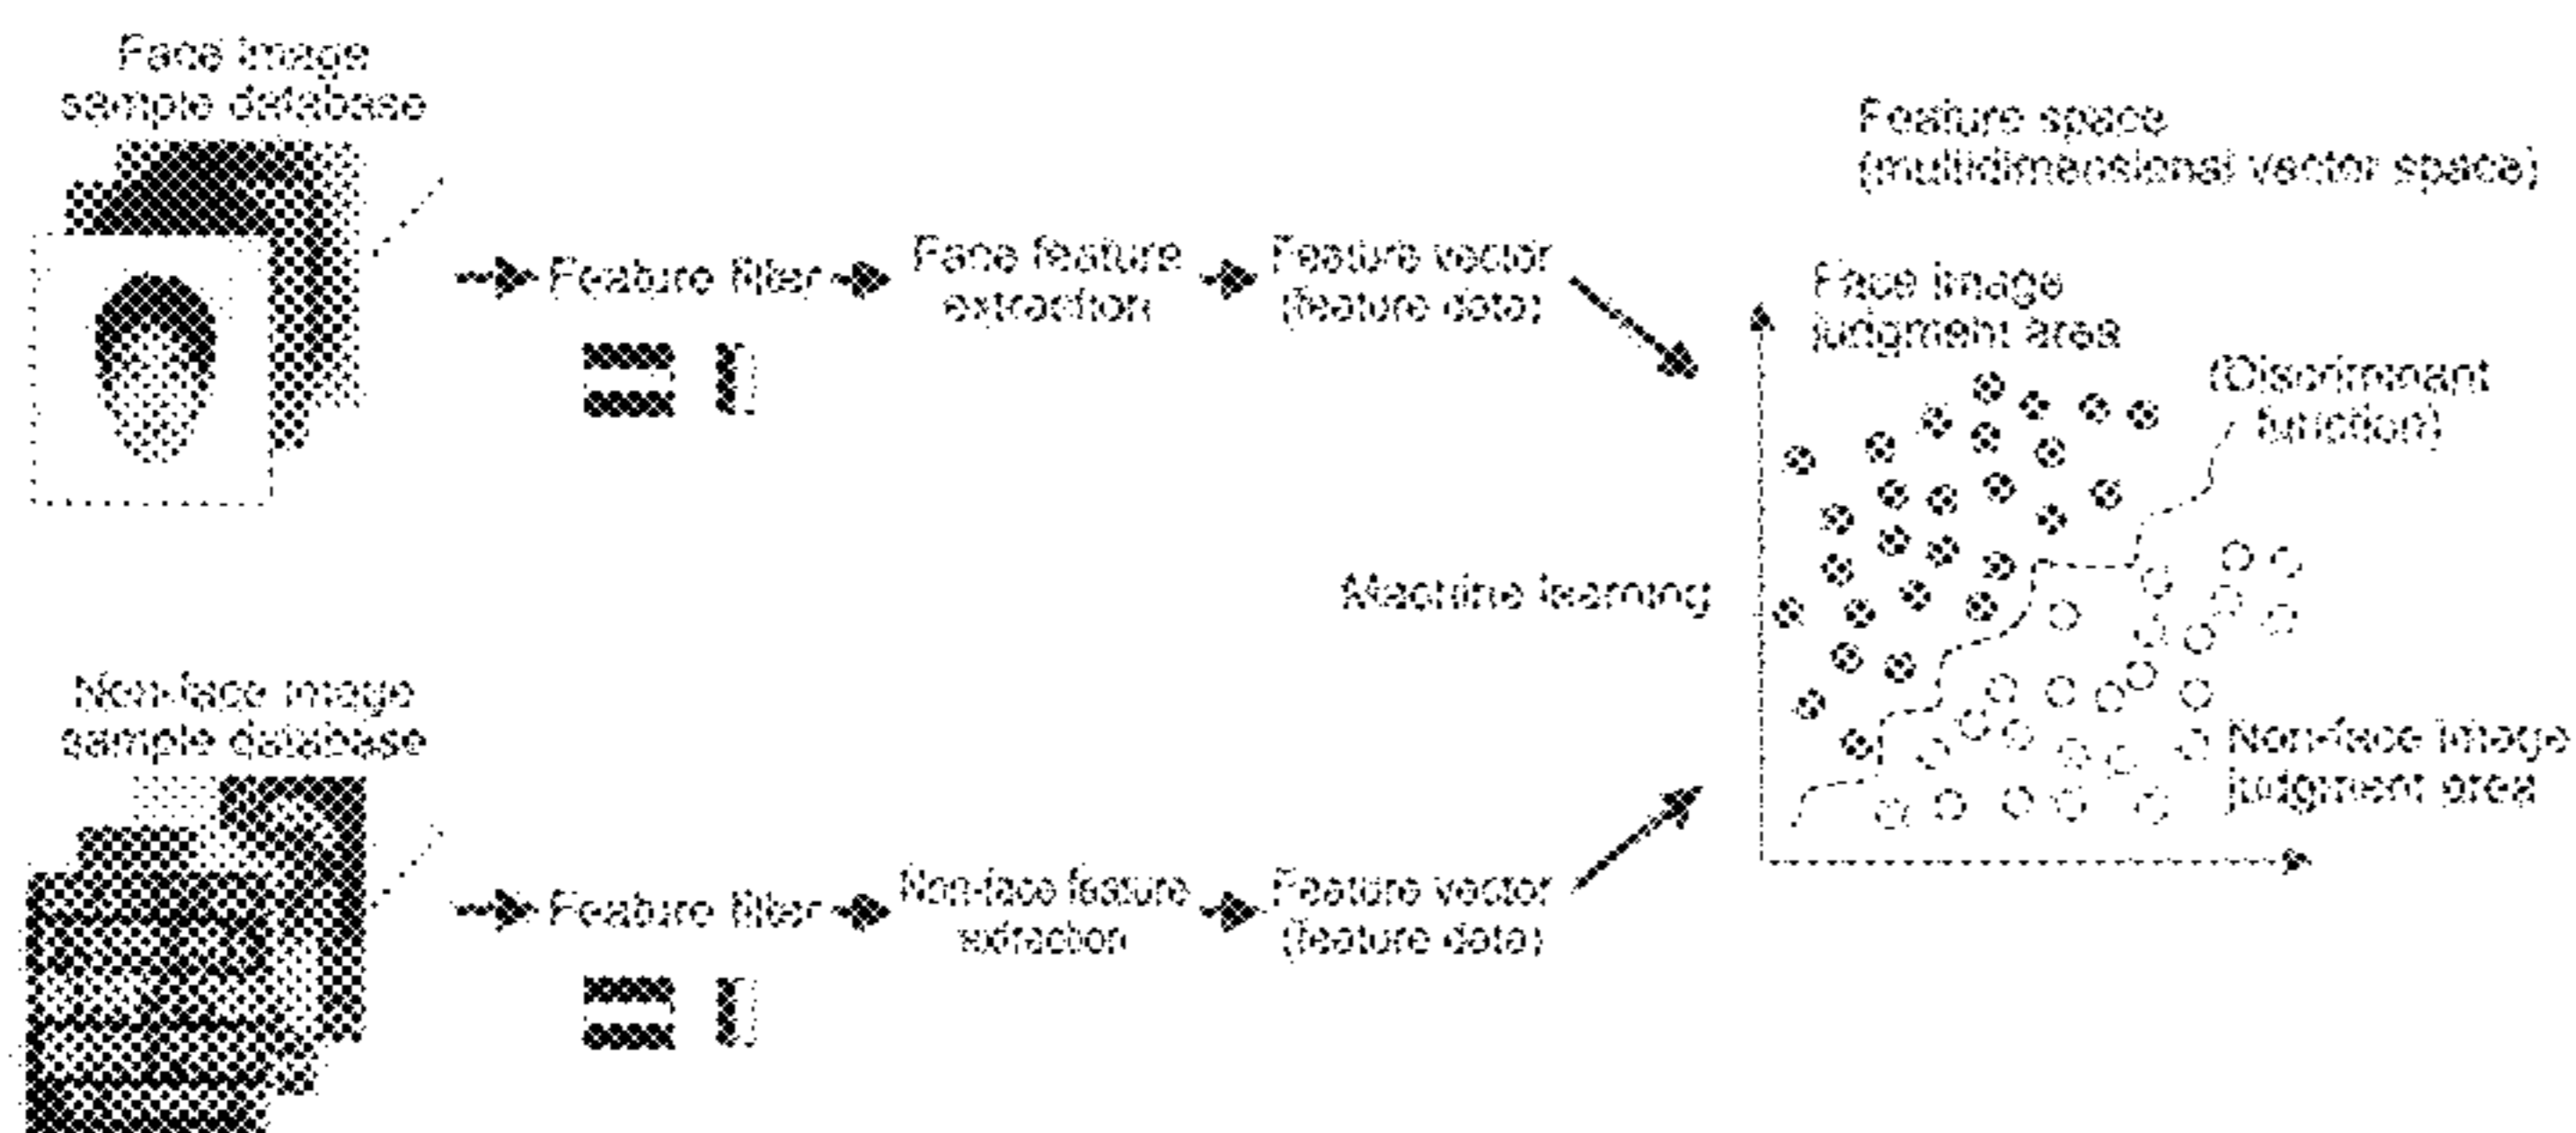 Face image
sample database
Feature filter
Face feature
extraction
Feature vector
(feature data)
Feature space
(multidimensional vector space)
Face image
judgment area
(Discriminant
function)
Machine learning
Non-face image
judgment area
Non-face image
sample database
Feature filter
Non-face feature
extraction
Feature vector
(feature data)